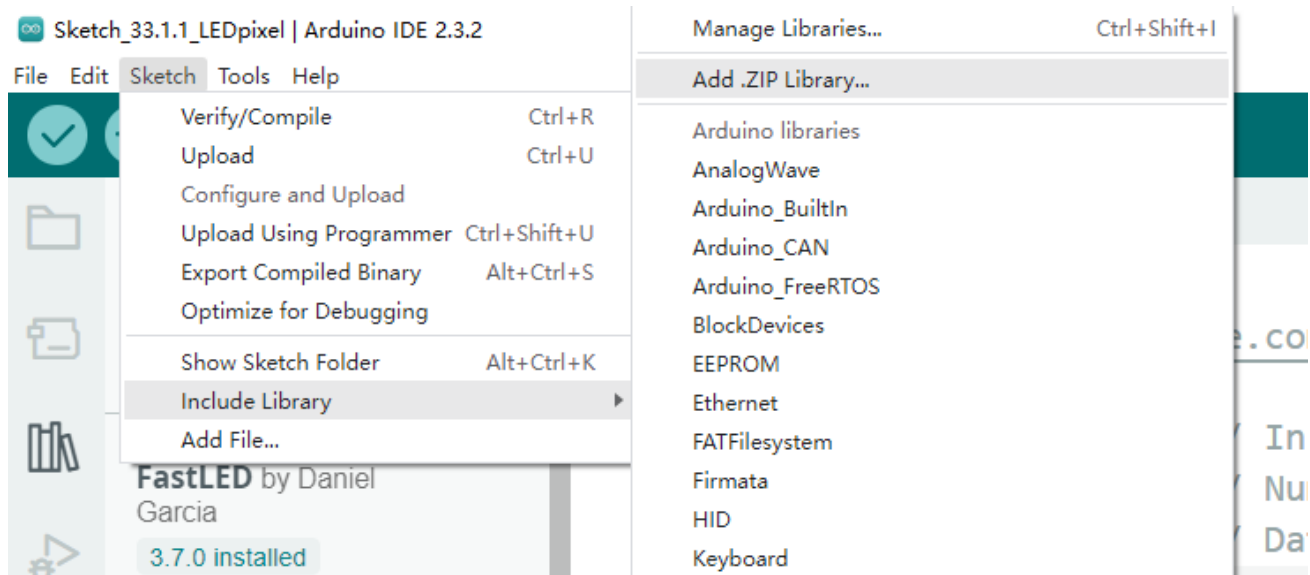 Sketch_33.1.1_LEDpixel | Arduino IDE 2.3.2
File Edit Sketch Tools Help
Verify/Compile Ctrl+R
Upload Ctrl+U
Configure and Upload
Upload Using Programmer Ctrl+Shift+U
Export Compiled Binary Alt+Ctrl+S
Optimize for Debugging
Show Sketch Folder Alt+Ctrl+K
Include Library
Add File...
FastLED by Daniel
Garcia
3.7.0 installed
Manage Libraries... Ctrl+Shift+I
Add .ZIP Library...
Arduino libraries
AnalogWave
Arduino_BuiltIn
Arduino_CAN
Arduino_FreeRTOS
BlockDevices
EEPROM
Ethernet
FATFilesystem
Firmata
HID
Keyboard